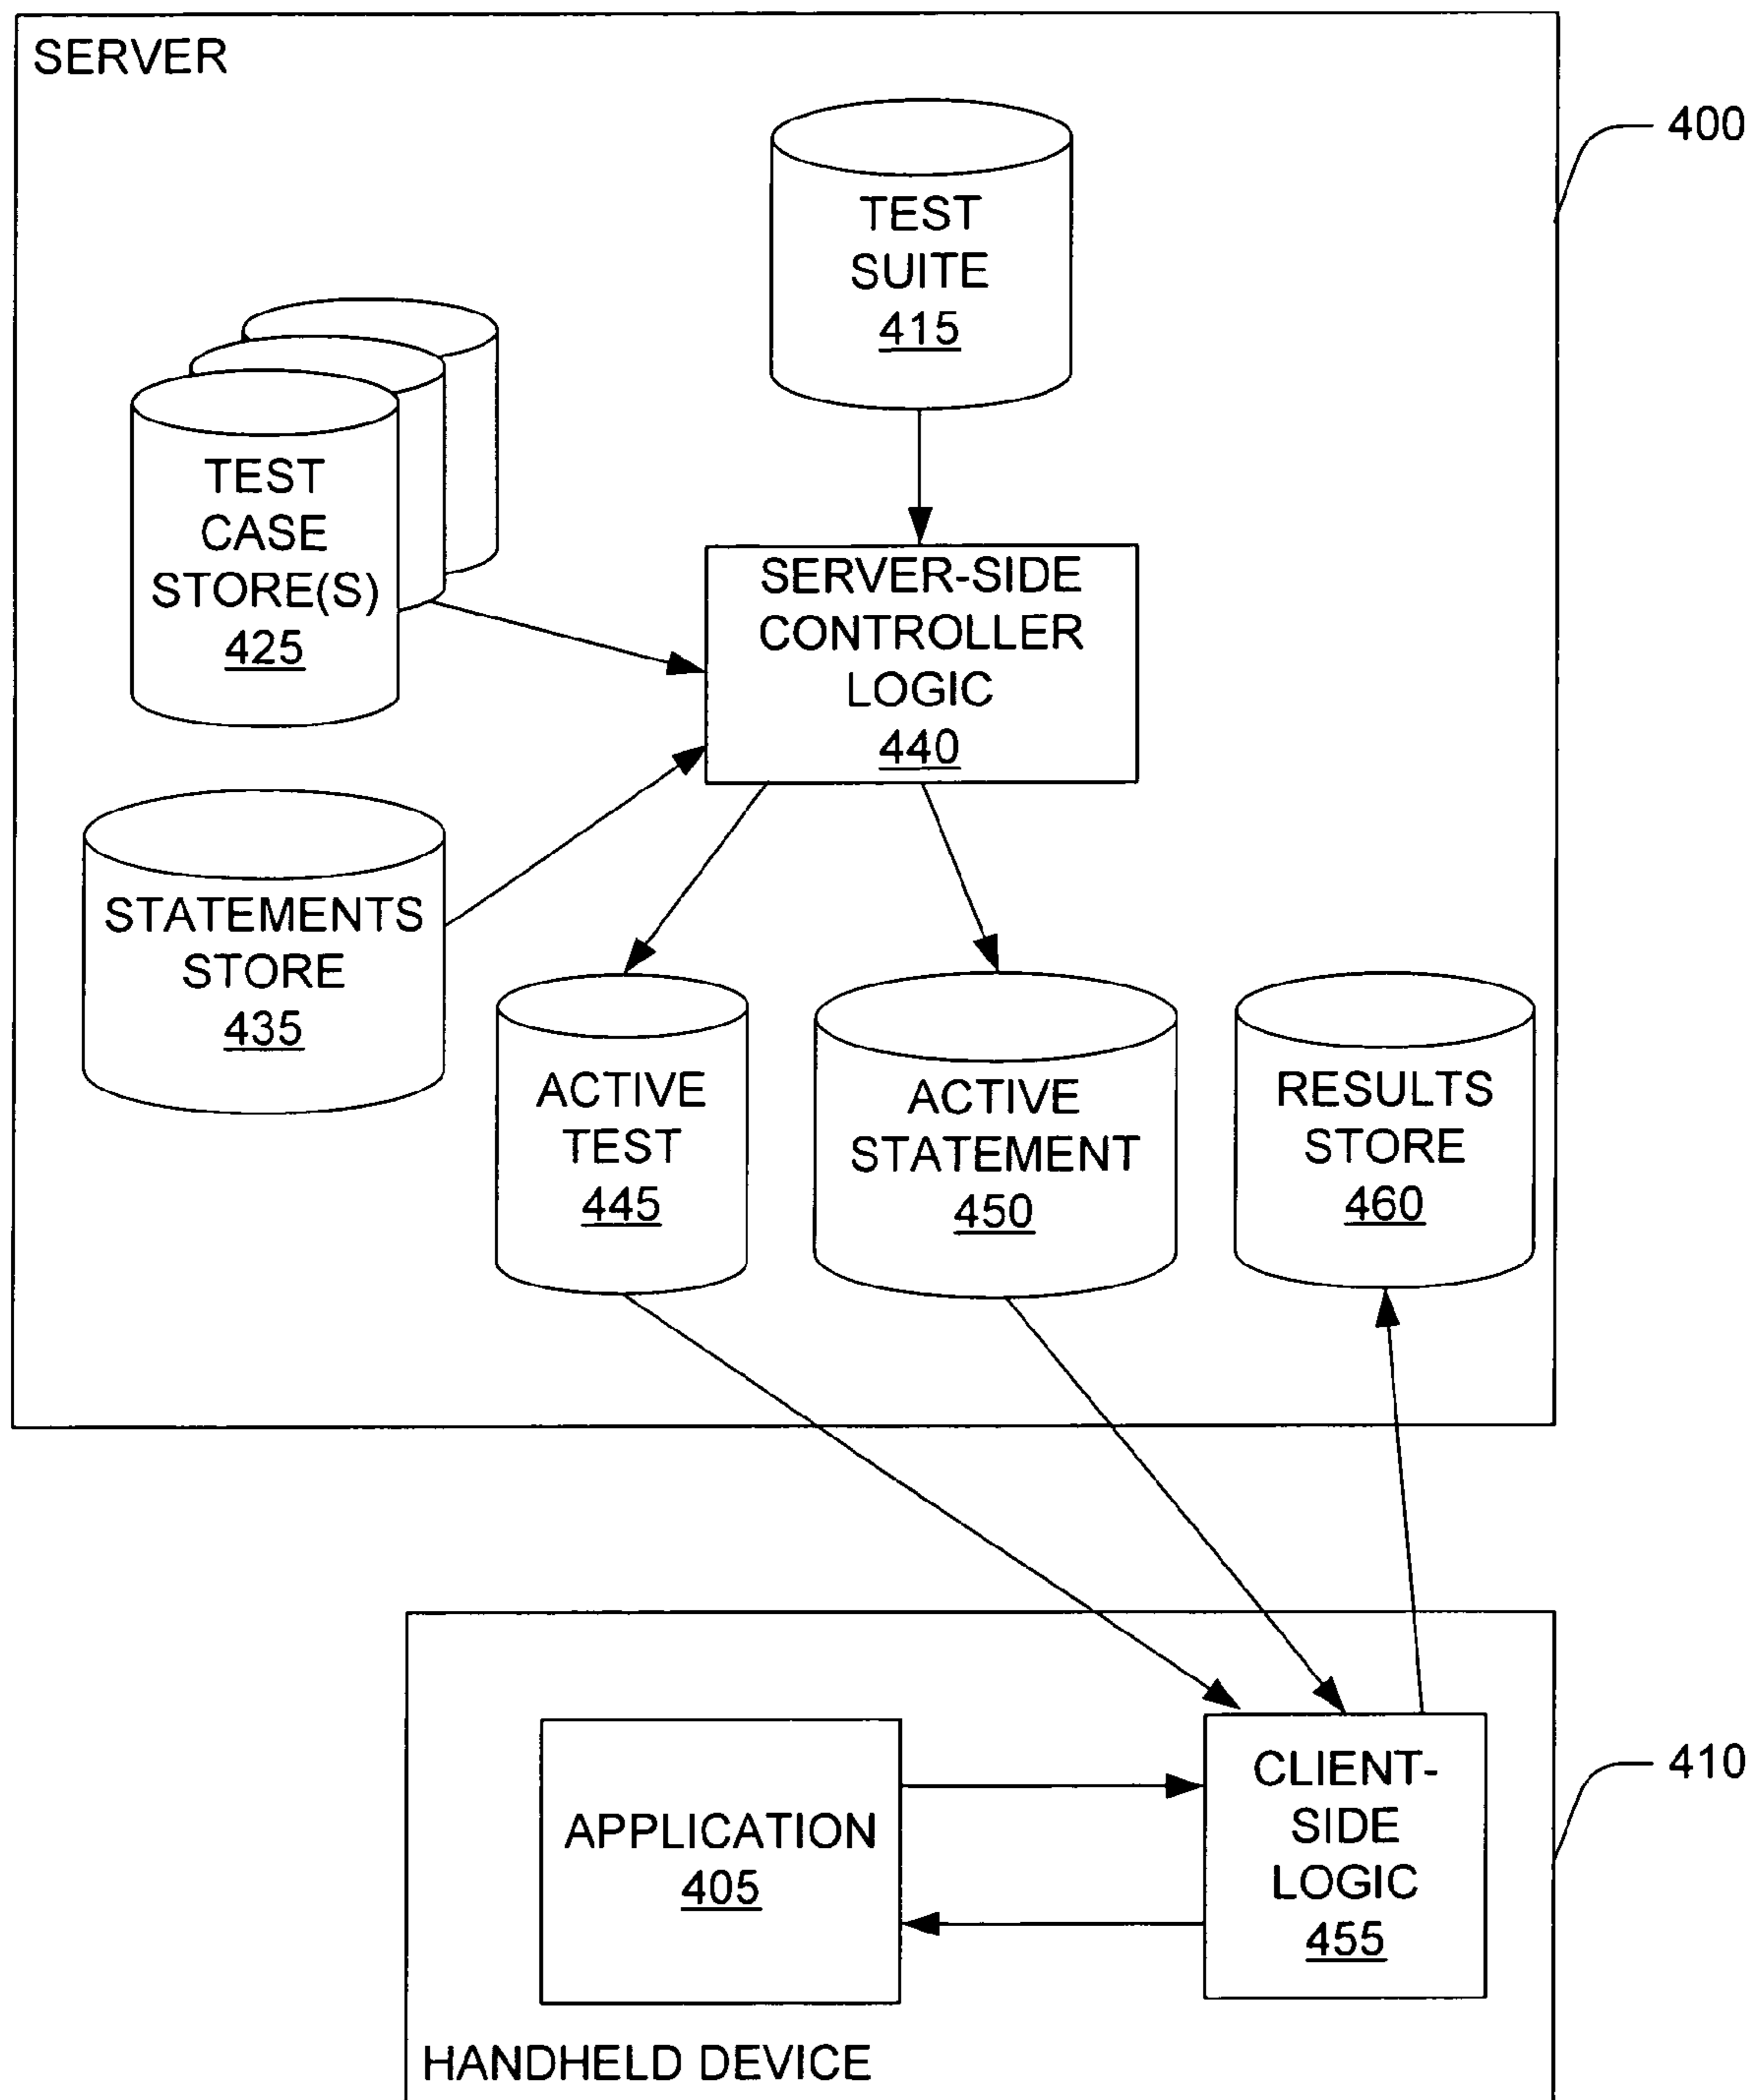 SERVER
400
TEST
SUITE
415
TEST
CASE
STORE(S)
425
SERVER-SIDE
CONTROLLER
LOGIC
440
STATEMENTS
STORE
435
ACTIVE
TEST
445
ACTIVE
STATEMENT
450
RESULTS
STORE
460
APPLICATION
405
CLIENT-
SIDE
LOGIC
455
410
HANDHELD DEVICE